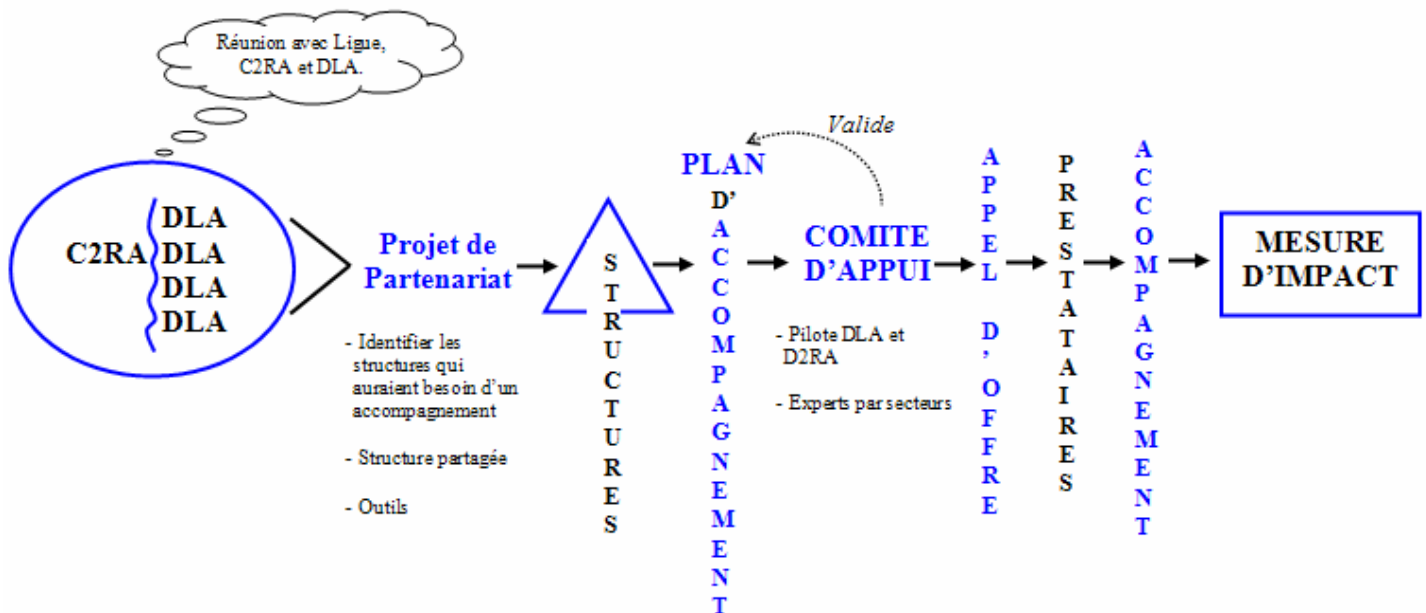 Réunion avec Ligue,
C2RA et DLA.
C2RA
DLA
DLA
DLA
DLA
Projet de
Partenariat
- Identifier les
structures qui
auraient besoin d'un
accompagnement
- Structure partagée
- Outils
STRUCTURES
PLAN
D'
ACCOMPAGNEMENT
Valide
COMITE
D'APPUI
- Pilote DLA et
D2RA
- Experts par secteurs
APPEL D'OFFRE
PRESTATAIRES
ACCOMPAGNEMENT
MESURE
D'IMPACT